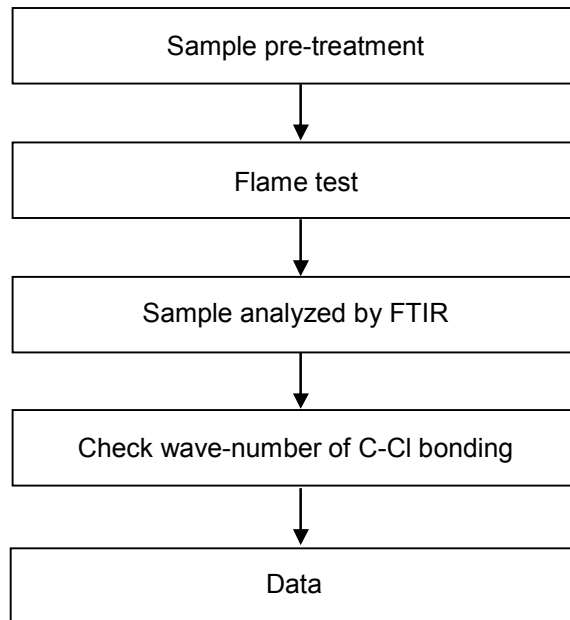 Sample pre-treatment
Flame test
Sample analyzed by FTIR
Check wave-number of C-Cl bonding
Data